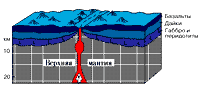 Базальты
Дайки
Габбро и
перидотиты
км
10
20
Верхняя мантия